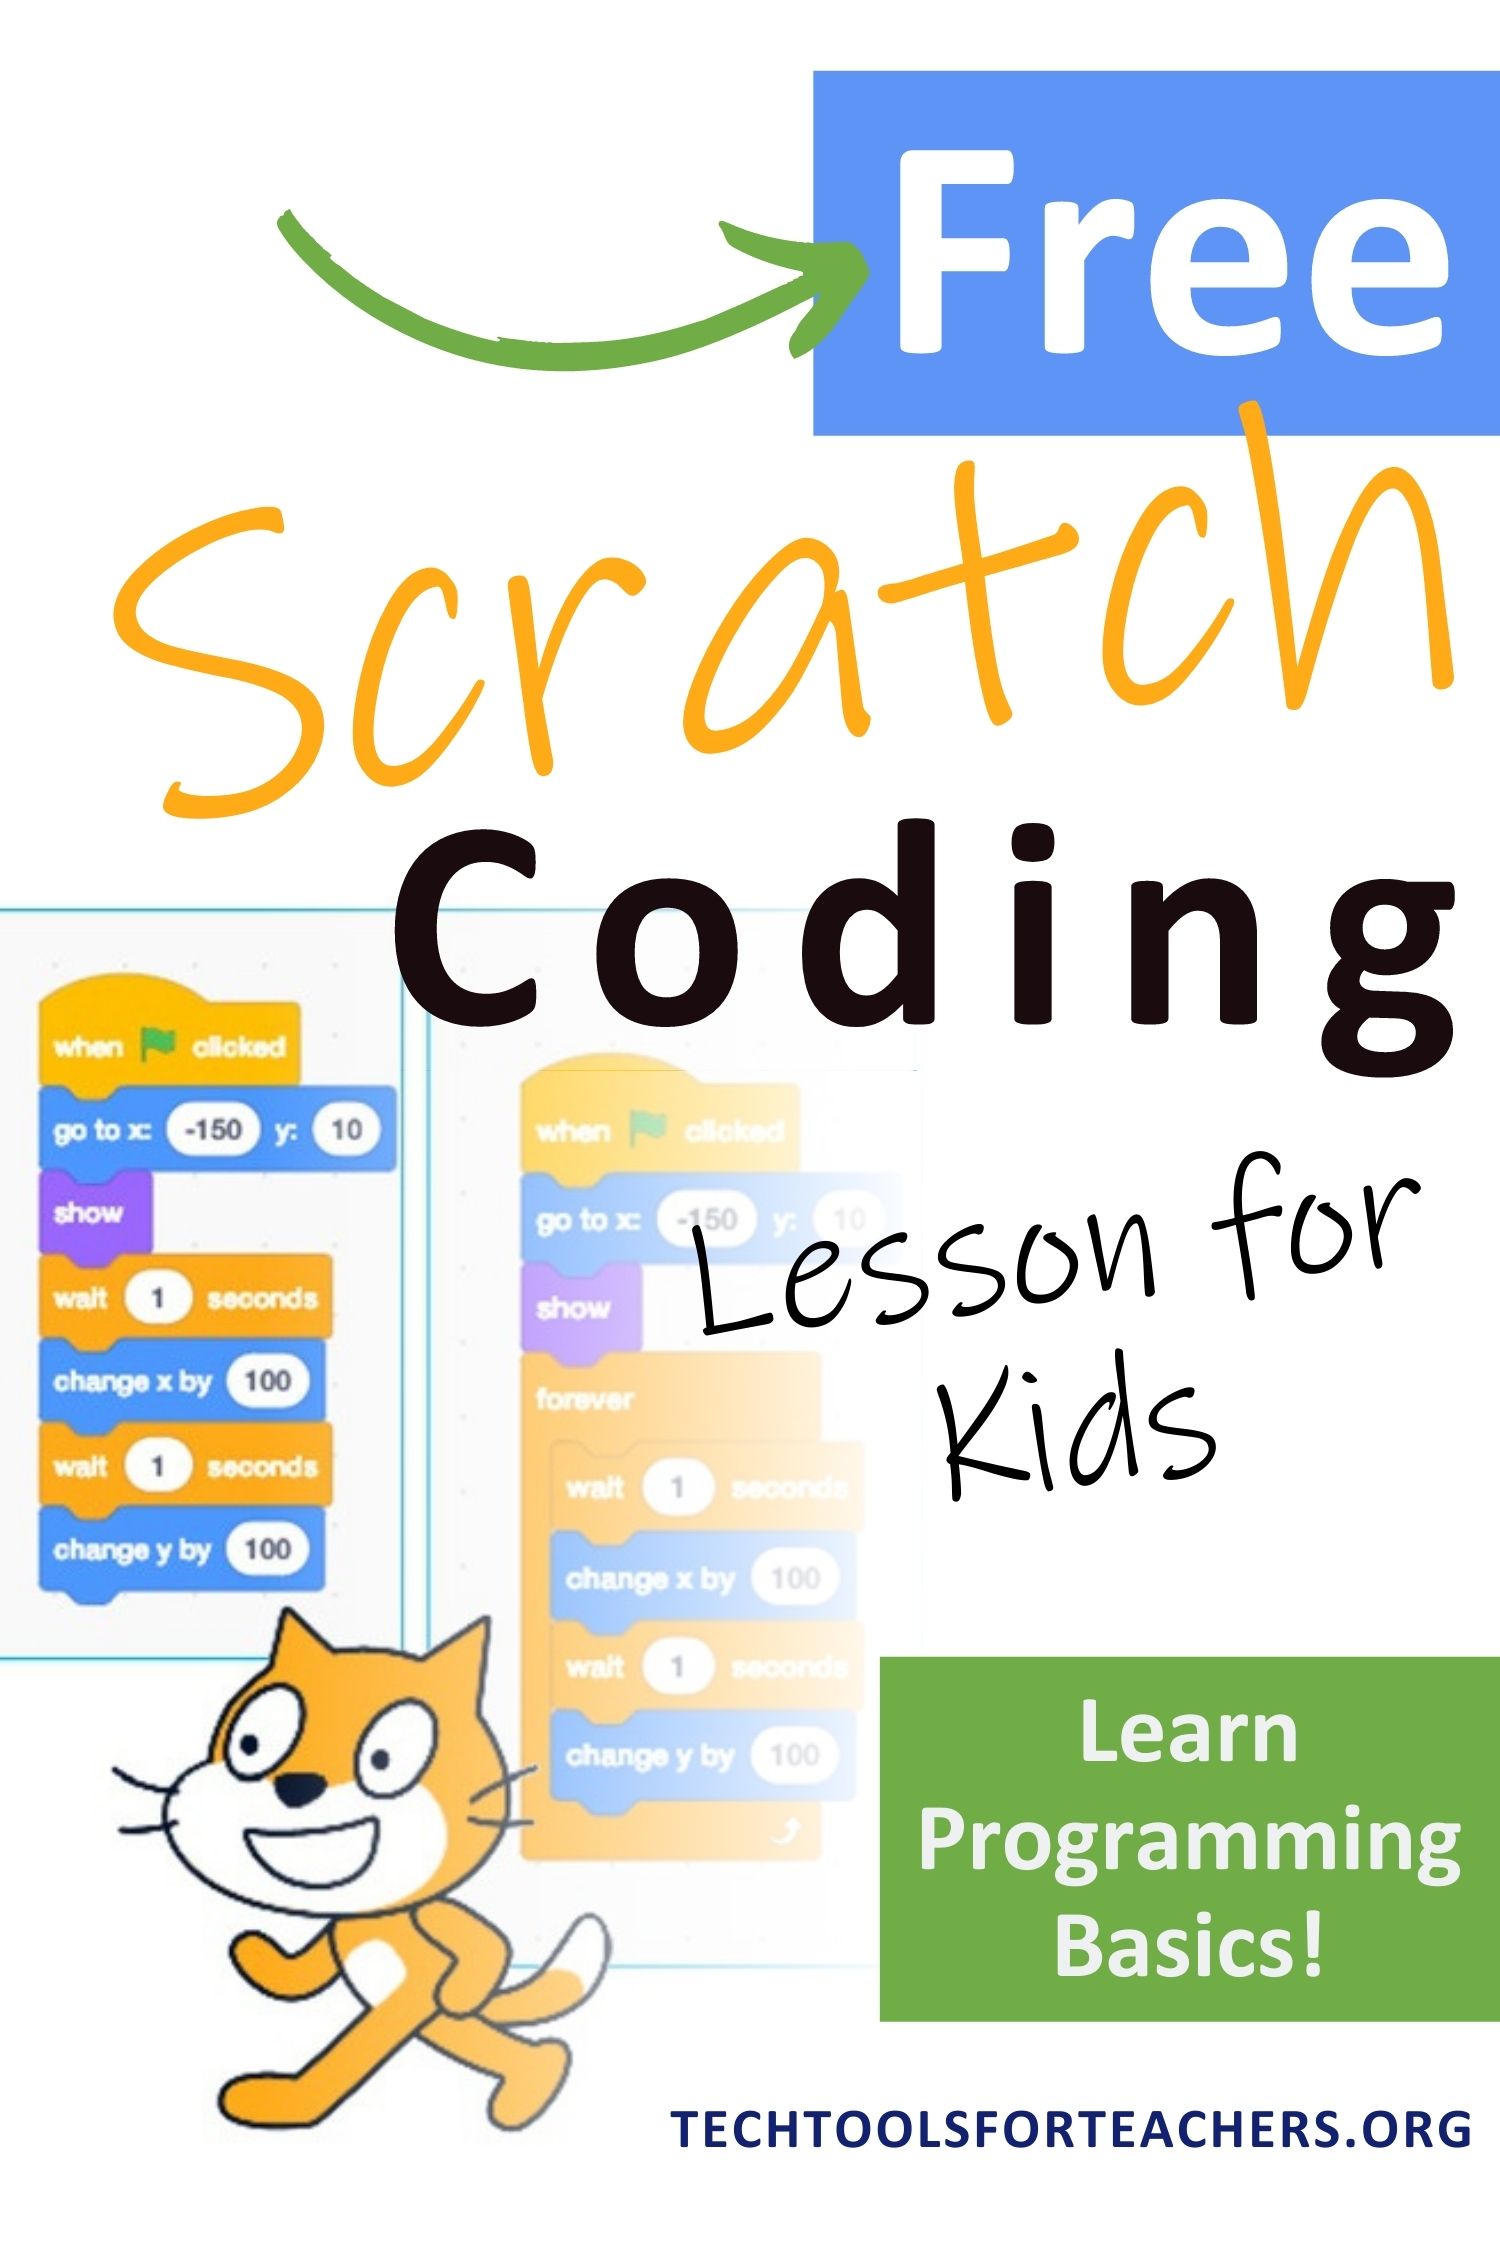 Free
Scratch
Coding
when clicked
go to x: -150 y: 10
show
wait 1 seconds
change x by 100
wait 1 seconds
change y by 100
when clicked
go to x: -150 y: 10
show
forever
wait 1 seconds
change x by 100
wait 1 seconds
change y by 100
Lesson for
Kids
Learn
Programming
Basics!
TECHTOOLSFORTEACHERS.ORG